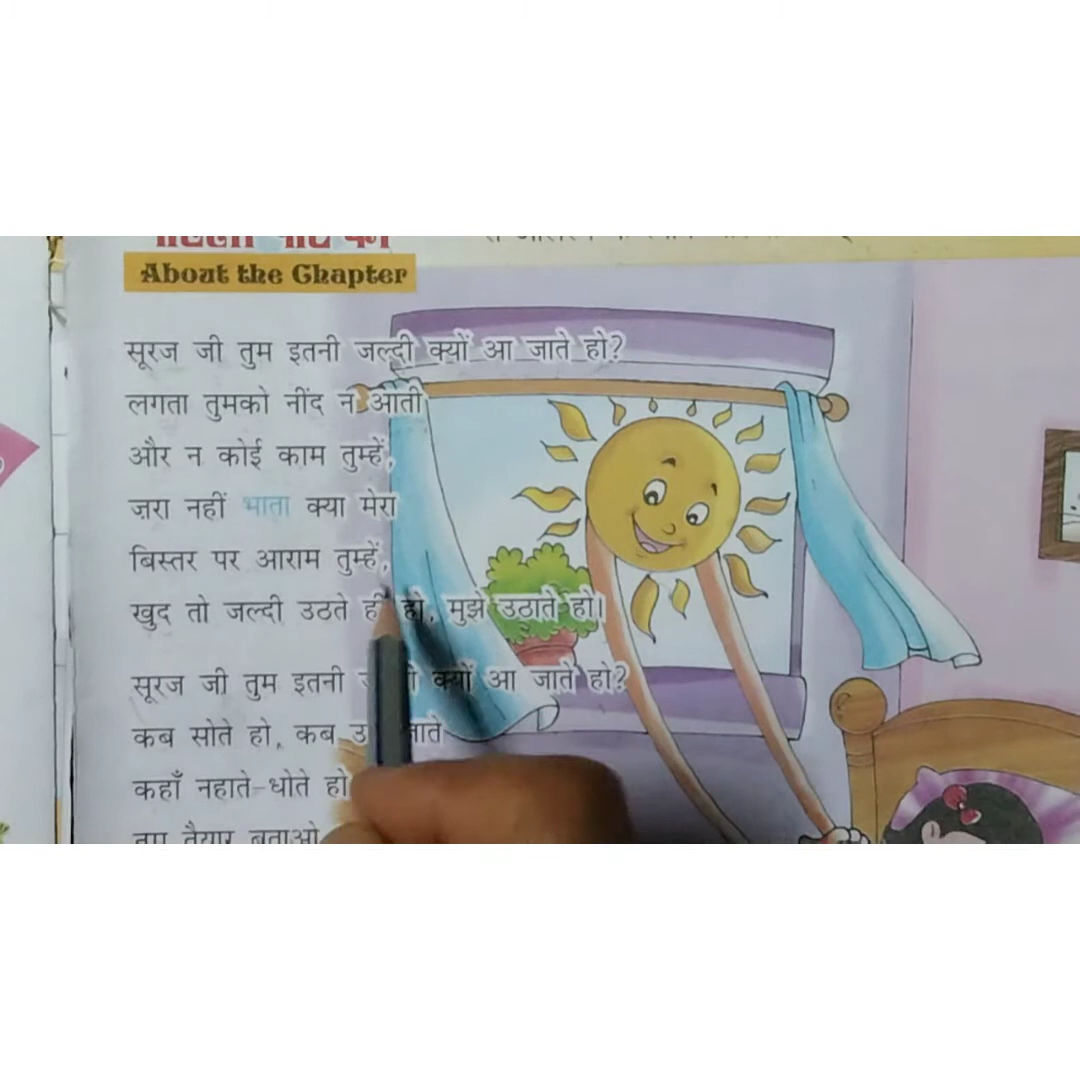 About the Chapter
सूरज जी तुम इतनी जल्दी क्यों आ जाते हो?
लगता तुमको नींद न आती
और न कोई काम तुम्हें,
ज़रा नहीं भाता क्या मेरा
बिस्तर पर आराम तुम्हें,
खुद तो जल्दी उठते ही हो, मुझे उठाते हो।
सूरज जी तुम इतनी क्यों आ जाते हो?
कब सोते हो, कब जाते
कहाँ नहाते-धोते हो
तैयार बताओ